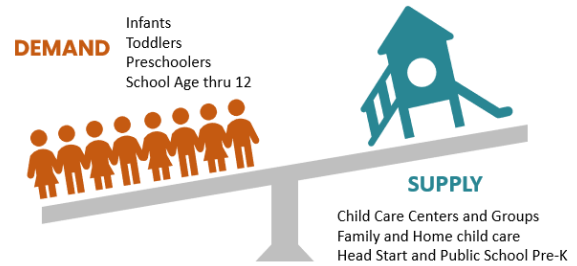 DEMAND
Infants
Toddlers
Preschoolers
School Age thru 12
SUPPLY
Child Care Centers and Groups
Family and Home child care
Head Start and Public School Pre-K